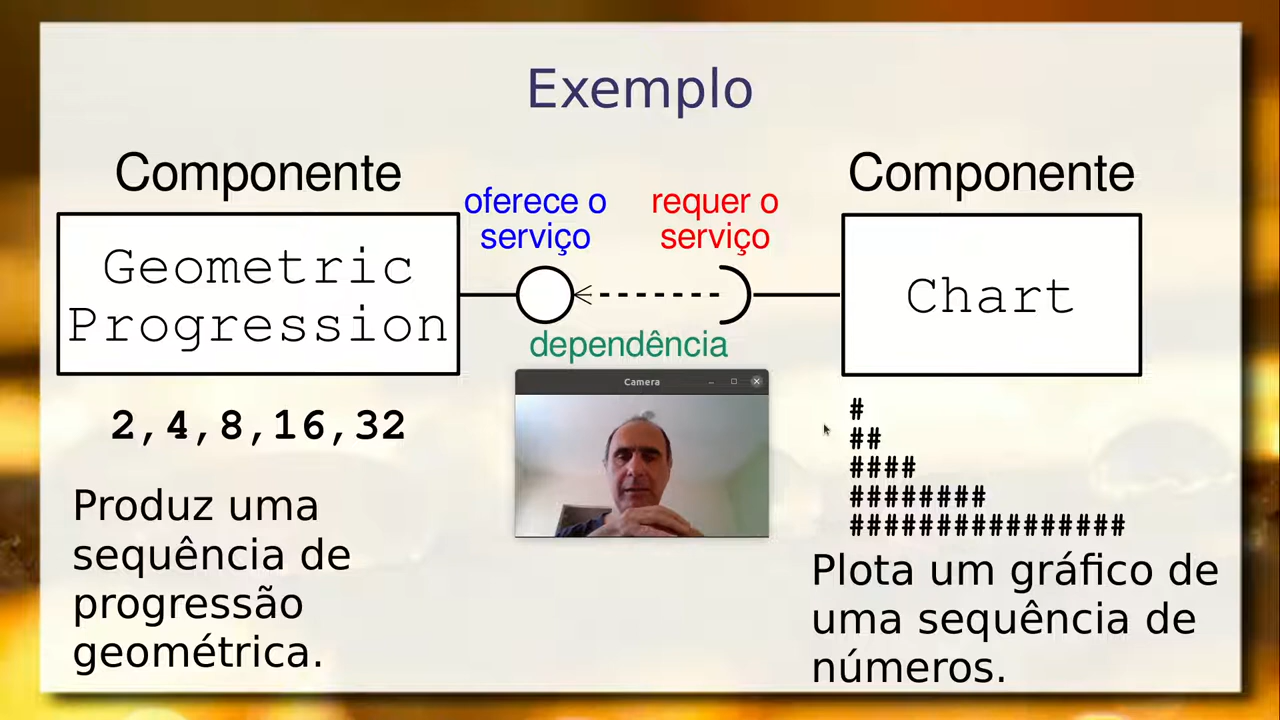 Exemplo
Componente
Geometric
Progression
2,4,8,16,32
Produz uma
sequência de
progressão
geométrica.
oferece o
serviço
requer o
serviço
dependência
Camera
Componente
Chart
#
##
####
########
################
Plota um gráfico de
uma sequência de
números.